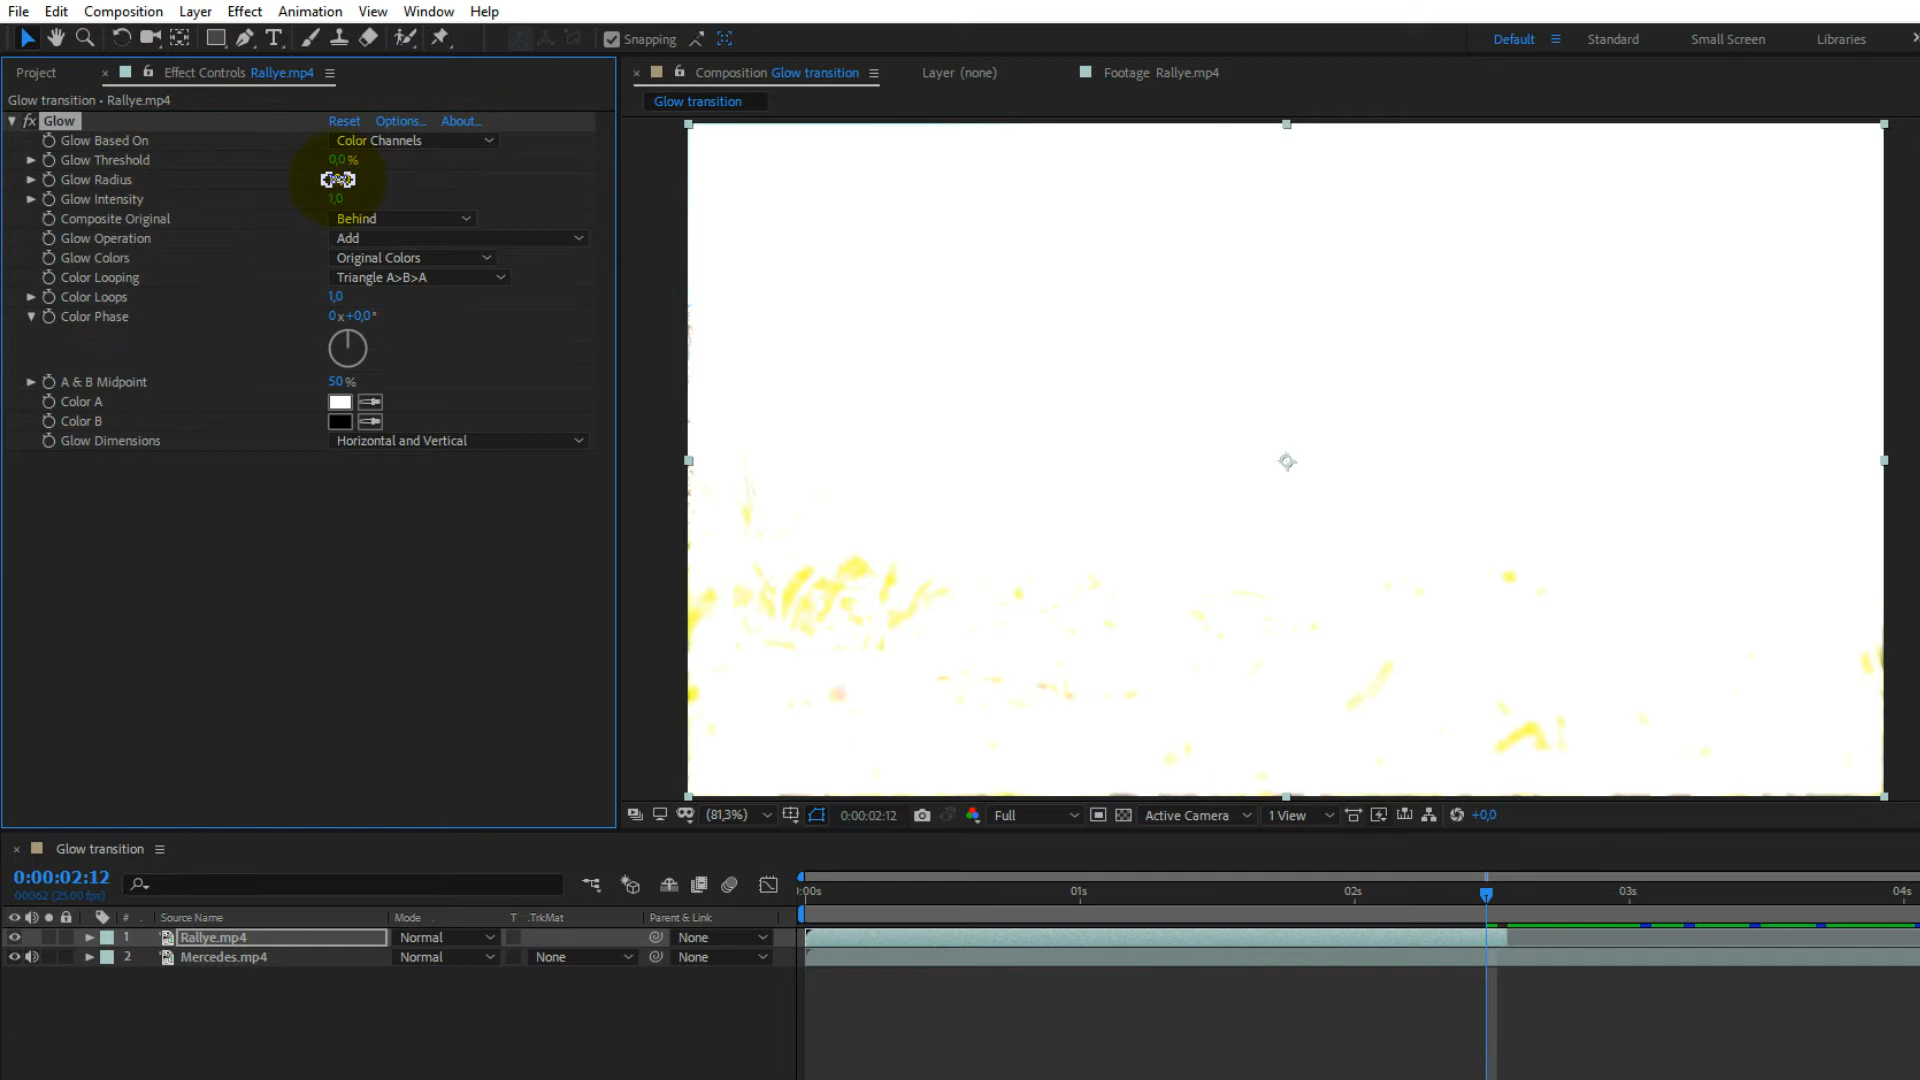 File Edit Composition Layer Effect Animation View Window Help
Snapping Default Standard Small Screen Libraries
Project Effect Controls Rallye.mp4 Composition Glow transition Layer (none) Footage Rallye.mp4
Glow transition • Rallye.mp4 Glow transition
fx Glow Reset Options... About...
Glow Based On Color Channels
Glow Threshold 0,0 %
Glow Radius
Glow Intensity 1,0
Composite Original Behind
Glow Operation Add
Glow Colors Original Colors
Color Looping Triangle A>B>A
Color Loops 1,0
Color Phase 0 x +0,0 °
A & B Midpoint 50 %
Color A
Color B
Glow Dimensions Horizontal and Vertical
(81,3%) 0:00:02:12 Full Active Camera 1 View +0,0
Glow transition
0:00:02:12
00062 (25.00 fps)
:00s 01s 02s 03s 04s
# Source Name Mode T .TrkMat Parent & Link
1 Rallye.mp4 Normal None
2 Mercedes.mp4 Normal None None